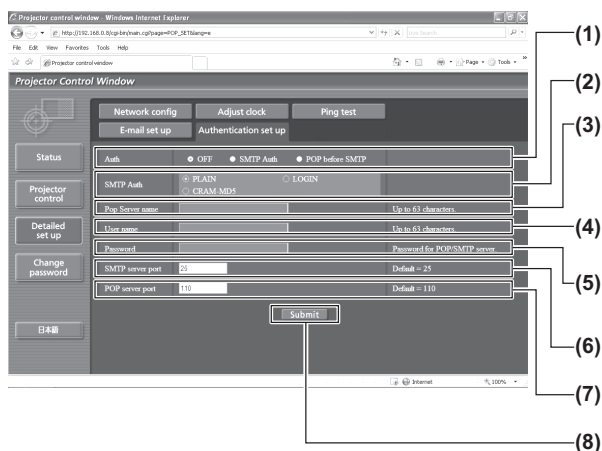 Projector control window - Windows Internet Explorer
http://192.168.0.8/cgi-bin/main.cgi?page=POP_SET&lang=e
Live Search
File Edit View Favorites Tools Help
Projector control window
Page Tools
Projector Control Window
Network config Adjust clock Ping test
E-mail set up Authentication set up
Status
Projector control
Detailed set up
Change password
日本語
Auth OFF SMTP Auth POP before SMTP
SMTP Auth PLAIN LOGIN
CRAM-MD5
Pop Server name Up to 63 characters.
User name Up to 63 characters.
Password Password for POP/SMTP server.
SMTP server port 25 Default = 25
POP server port 110 Default = 110
Submit
Internet 100%
(1)
(2)
(3)
(4)
(5)
(6)
(7)
(8)